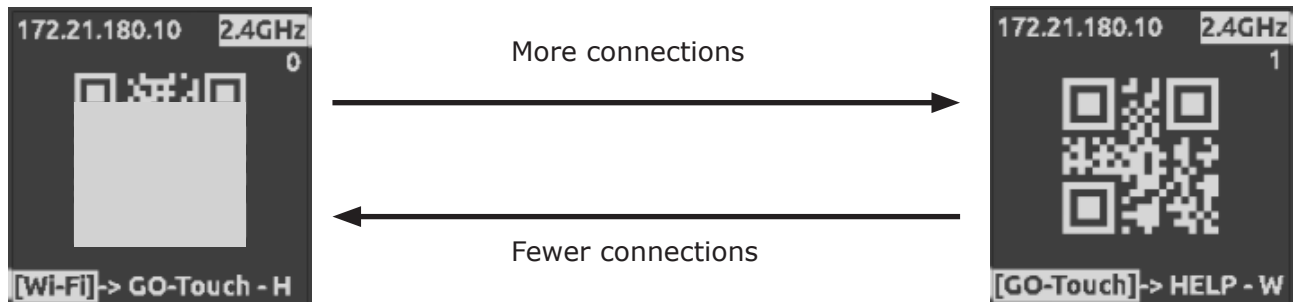 172.21.180.10 2.4GHz
0
[Wi-Fi]-> GO-Touch - H
More connections
Fewer connections
172.21.180.10 2.4GHz
1
[GO-Touch]-> HELP - W